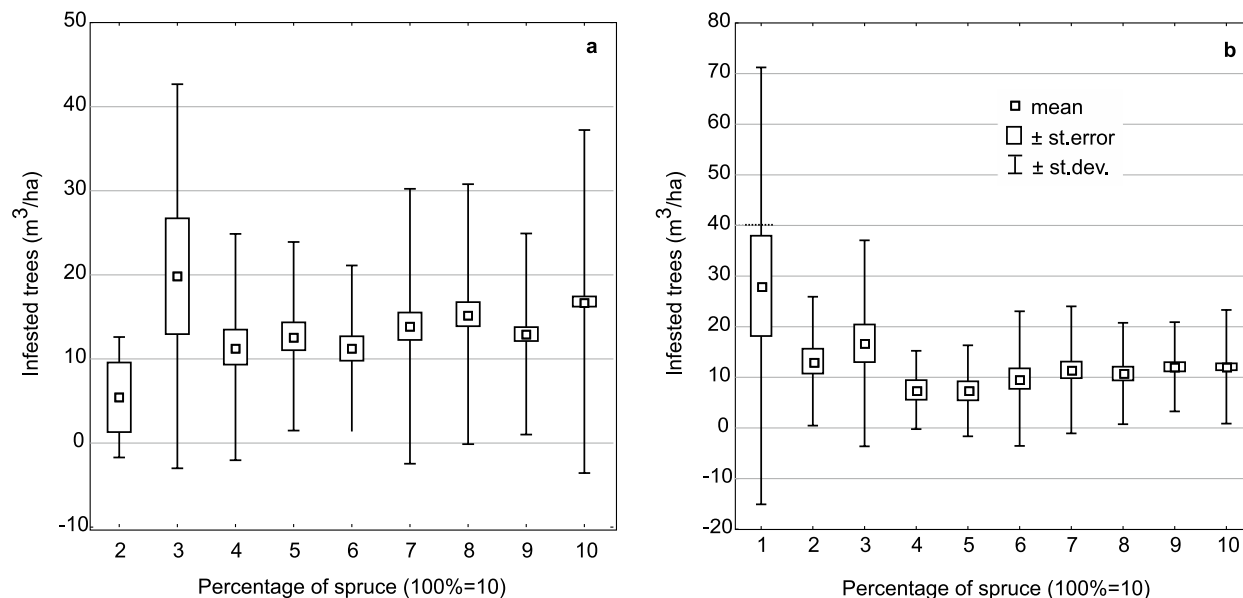 a
50
40
30
20
10
0
-10
Infested trees (m³/ha)
2 3 4 5 6 7 8 9 10
Percentage of spruce (100%=10)
b
80
70
60
50
40
30
20
10
0
-10
-20
Infested trees (m³/ha)
mean
± st.error
± st.dev.
1 2 3 4 5 6 7 8 9 10
Percentage of spruce (100%=10)